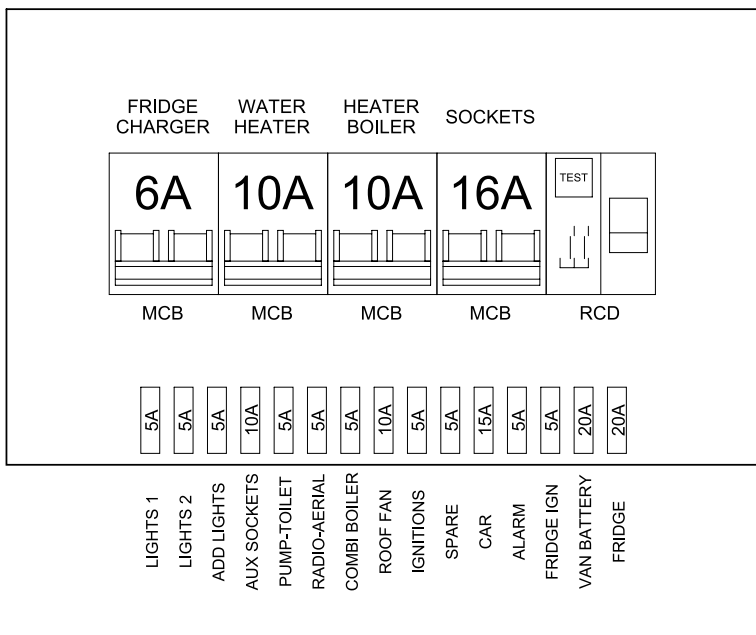 FRIDGE
CHARGER
WATER
HEATER
HEATER
BOILER
SOCKETS
6A
10A
10A
16A
TEST
MCB
MCB
MCB
MCB
RCD
5A
5A
5A
10A
5A
5A
5A
10A
5A
5A
15A
5A
5A
20A
20A
LIGHTS 1
LIGHTS 2
ADD LIGHTS
AUX SOCKETS
PUMP-TOILET
RADIO-AERIAL
COMBI BOILER
ROOF FAN
IGNITIONS
SPARE
CAR
ALARM
FRIDGE IGN
VAN BATTERY
FRIDGE